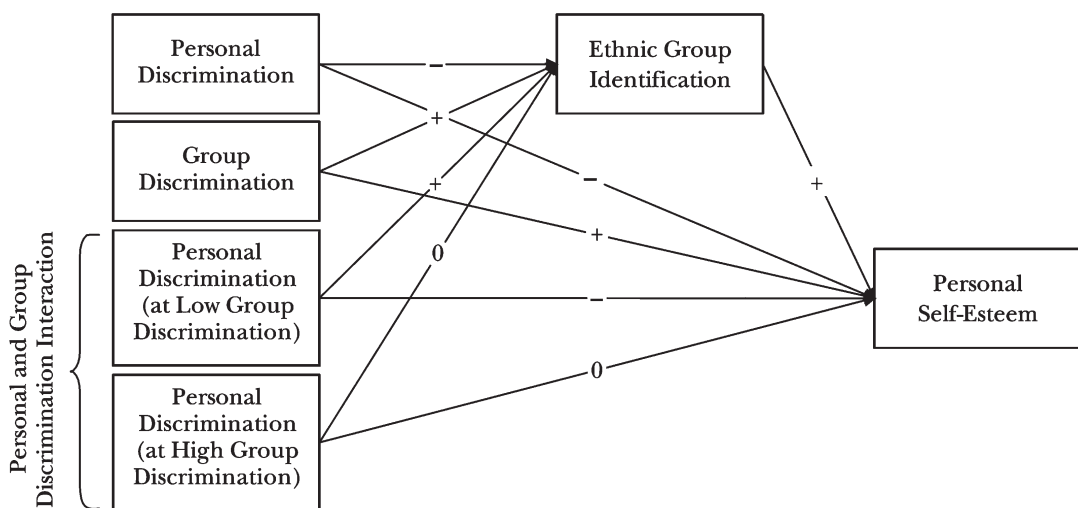 Personal
Discrimination
Group
Discrimination
Personal
Discrimination
(at Low Group
Discrimination)
Personal
Discrimination
(at High Group
Discrimination)
Personal and Group
Discrimination Interaction
Ethnic Group
Identification
Personal
Self-Esteem
–
+
+
0
–
+
–
0
+